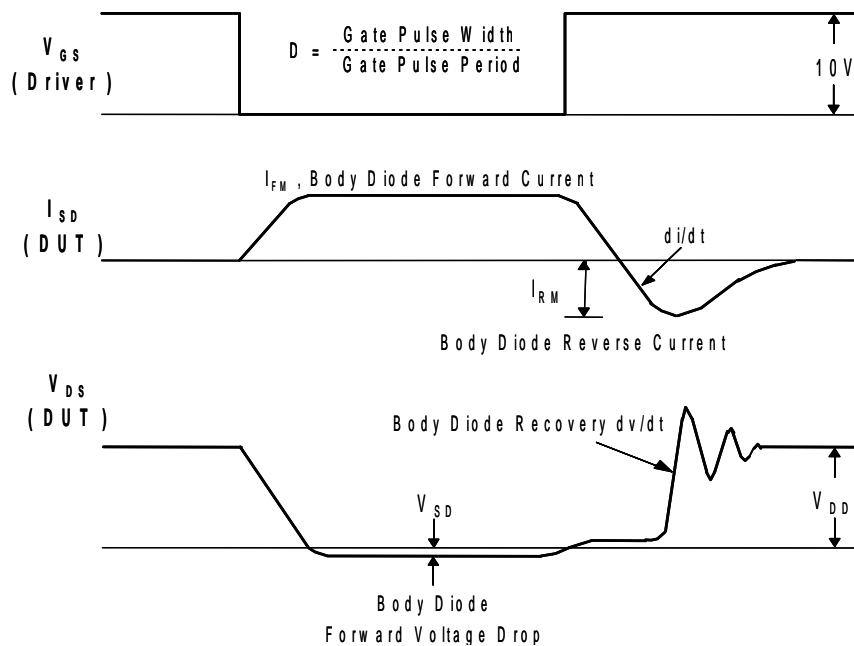 V GS
(Driver)
D = Gate Pulse Width
Gate Pulse Period
10V
I FM , Body Diode Forward Current
I SD
(DUT)
di/dt
I RM
Body Diode Reverse Current
V DS
(DUT)
Body Diode Recovery dv/dt
V SD
V DD
Body Diode
Forward Voltage Drop